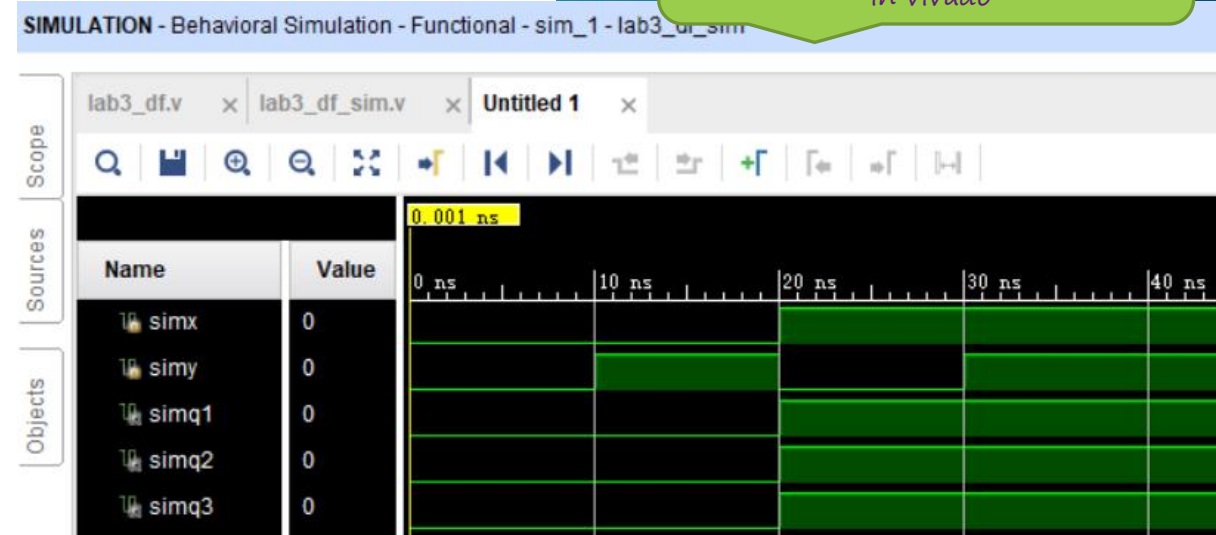 in Vivado
SIMULATION - Behavioral Simulation - Functional - sim_1 - lab3_df_sim
lab3_df.v × lab3_df_sim.v × Untitled 1 ×
Scope
Sources
Objects
0.001 ns
Name Value
0 ns 10 ns 20 ns 30 ns 40 ns
simx 0
simy 0
simq1 0
simq2 0
simq3 0